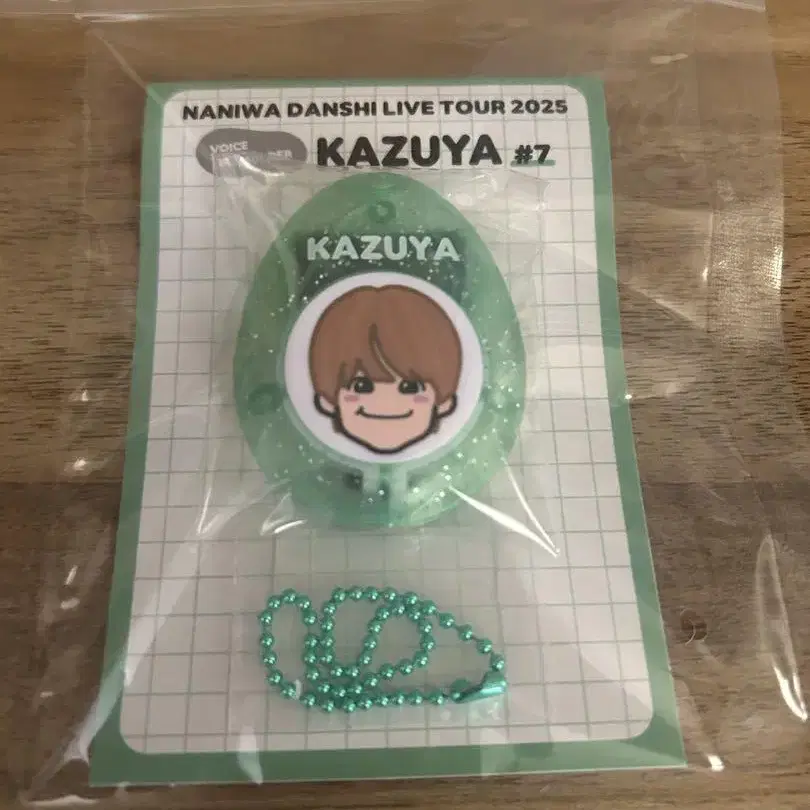 NANIWA DANSHI LIVE TOUR 2025
VOICE
KAZUYA #7
KAZUYA